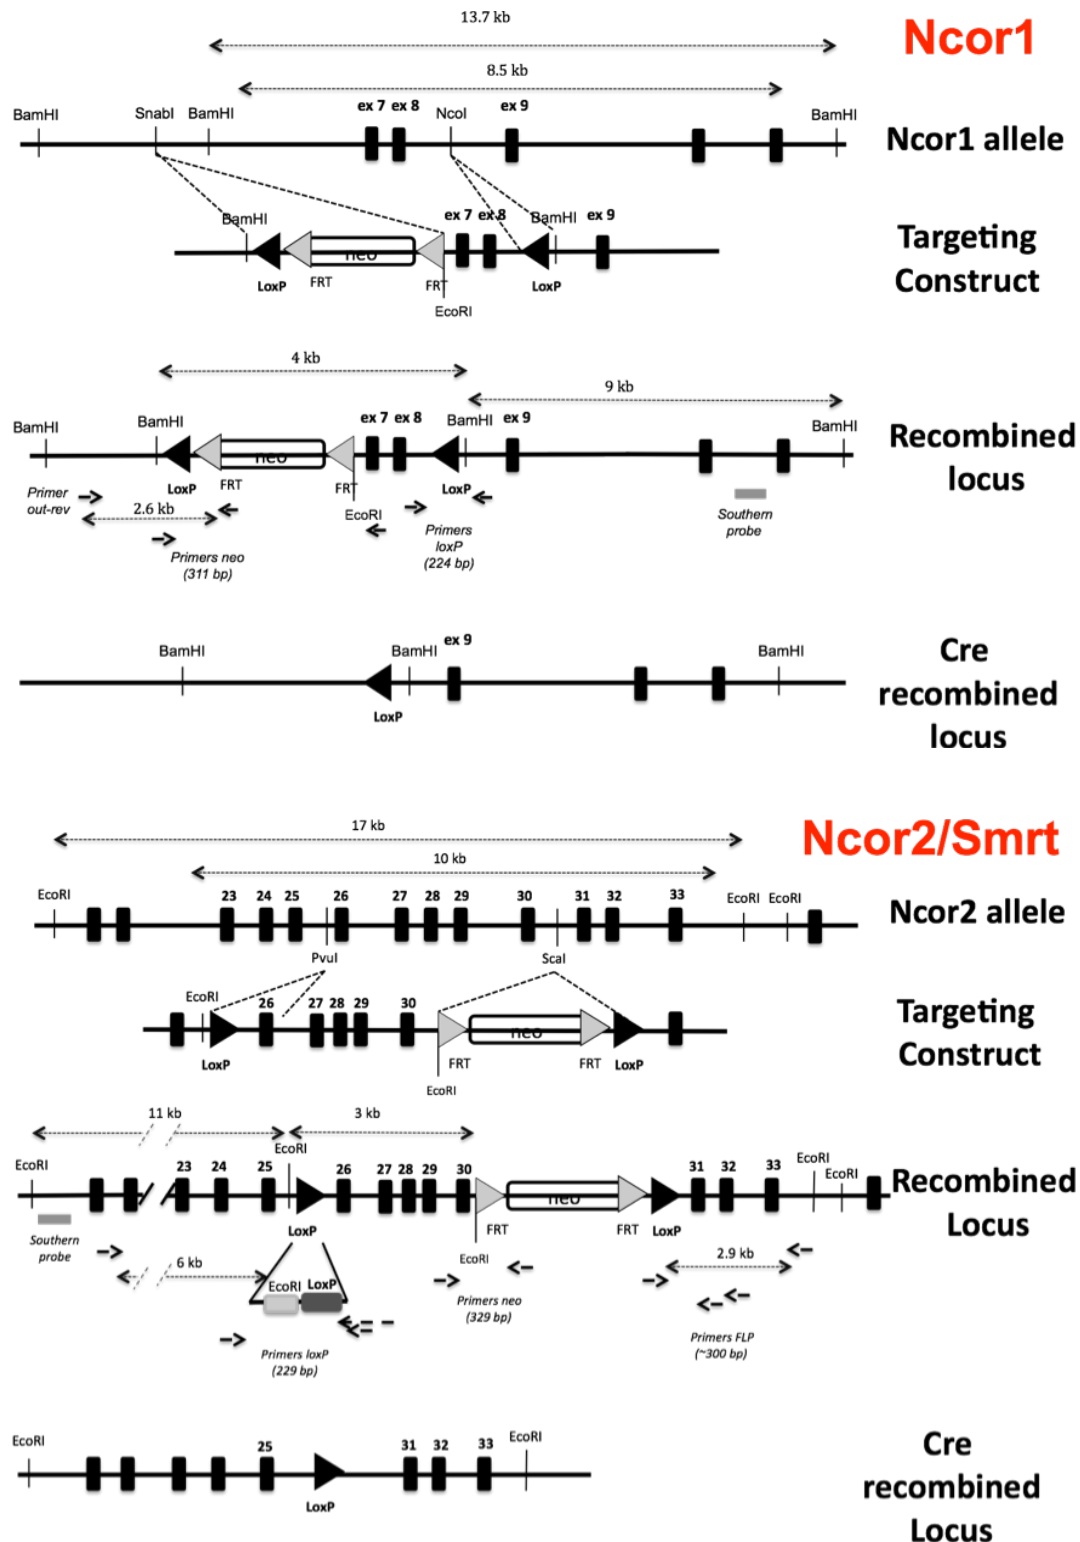 13.7 kb
Ncor1
8.5 kb
BamHI SnabI BamHI ex 7 ex 8 NcoI ex 9 BamHI
Ncor1 allele
BamHI ex 7 ex 8 BamHI ex 9
neo
LoxP FRT FRT LoxP
EcoRI
Targeting
Construct
4 kb
9 kb
BamHI BamHI ex 7 ex 8 BamHI ex 9 BamHI
neo
LoxP FRT FRT LoxP
EcoRI
Recombined
locus
Primer
out-rev
2.6 kb
Primers neo
(311 bp)
Primers
loxP
(224 bp)
Southern
probe
BamHI BamHI ex 9 BamHI
LoxP
Cre
recombined
locus
17 kb
Ncor2/Smrt
10 kb
EcoRI 23 24 25 26 27 28 29 30 31 32 33 EcoRI EcoRI
Ncor2 allele
PvuI ScaI
EcoRI 26 27 28 29 30
neo
LoxP FRT FRT LoxP
EcoRI
Targeting
Construct
11 kb 3 kb
EcoRI 23 24 25 EcoRI 26 27 28 29 30 31 32 33 EcoRI EcoRI
neo
LoxP FRT FRT LoxP
EcoRI
Recombined
Locus
Southern
probe
6 kb
EcoRI LoxP
2.9 kb
Primers neo
(329 bp)
Primers loxP
(229 bp)
Primers FLP
(~300 bp)
EcoRI 25 31 32 33 EcoRI
LoxP
Cre
recombined
Locus